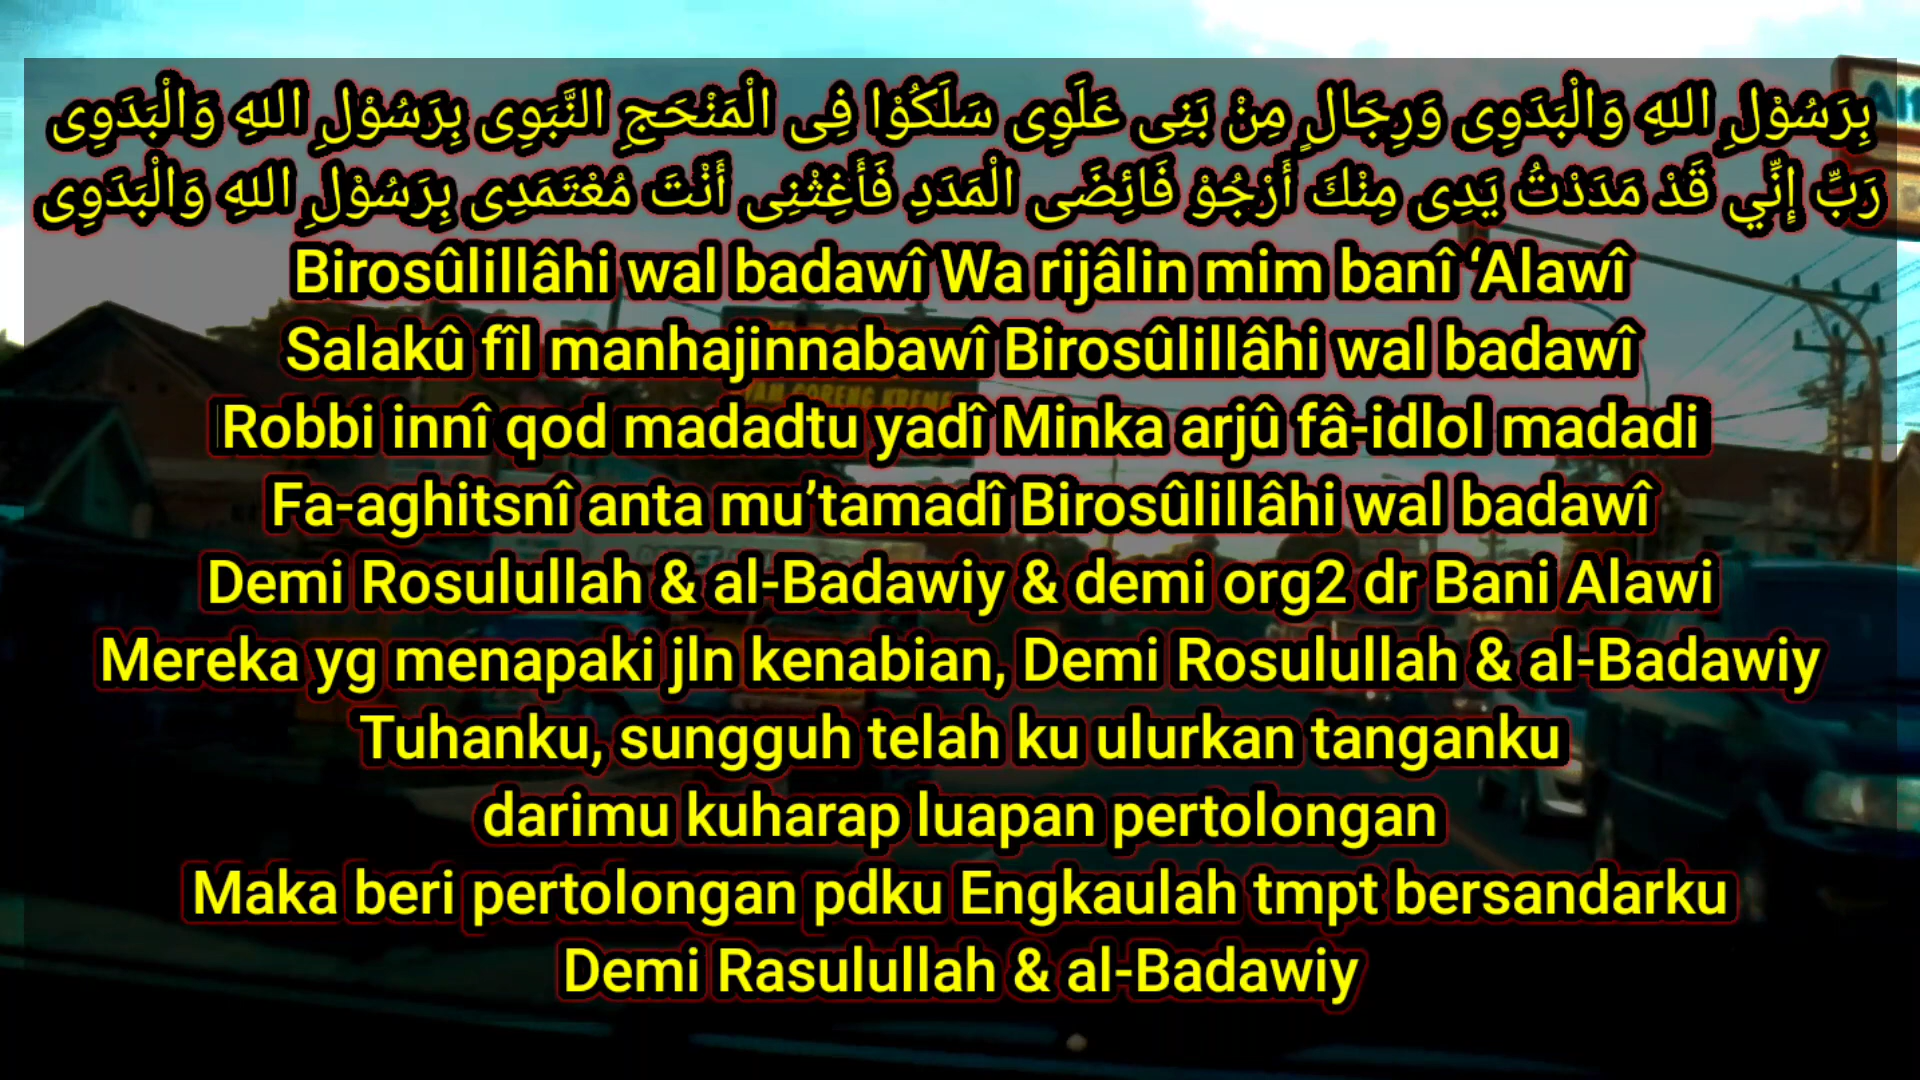 بِرَسُوْلِ اللهِ وَالْبَدَوِى وَرِجَالٍ مِنْ بَنِى عَلَوِى سَلَكُوْا فِى الْمَنْحَجِ النَّبَوِى بِرَسُوْلِ اللهِ وَالْبَدَوِى
رَبِّ إِنِّي قَدْ مَدَدْتُ يَدِى مِنْكَ أَرْجُوْ فَائِضَى الْمَدَدِ فَأَغِثْنِى أَنْتَ مُعْتَمَدِى بِرَسُوْلِ اللهِ وَالْبَدَوِى
Birosûlillâhi wal badawî Wa rijâlin mim banî ‘Alawî
Salakû fîl manhajinnabawî Birosûlillâhi wal badawî
Robbi innî qod madadtu yadî Minka arjû fâ-idlol madadi
Fa-aghitsnî anta mu’tamadî Birosûlillâhi wal badawî
Demi Rosulullah & al-Badawiy & demi org2 dr Bani Alawi
Mereka yg menapaki jln kenabian, Demi Rosulullah & al-Badawiy
Tuhanku, sungguh telah ku ulurkan tanganku
darimu kuharap luapan pertolongan
Maka beri pertolongan pdku Engkaulah tmpt bersandarku
Demi Rasulullah & al-Badawiy